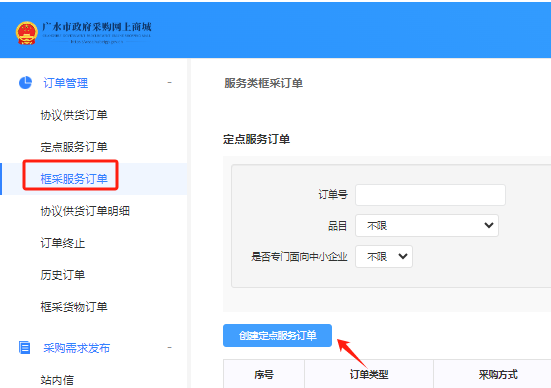 广水市政府采购网上商城
订单管理
服务类框采订单
协议供货订单
定点服务订单
定点服务订单
框采服务订单
订单号
协议供货订单明细
品目 不限
订单终止
是否专门面向中小企业 不限
历史订单
框采货物订单
创建定点服务订单
采购需求发布
序号 订单类型 采购方式
站内信